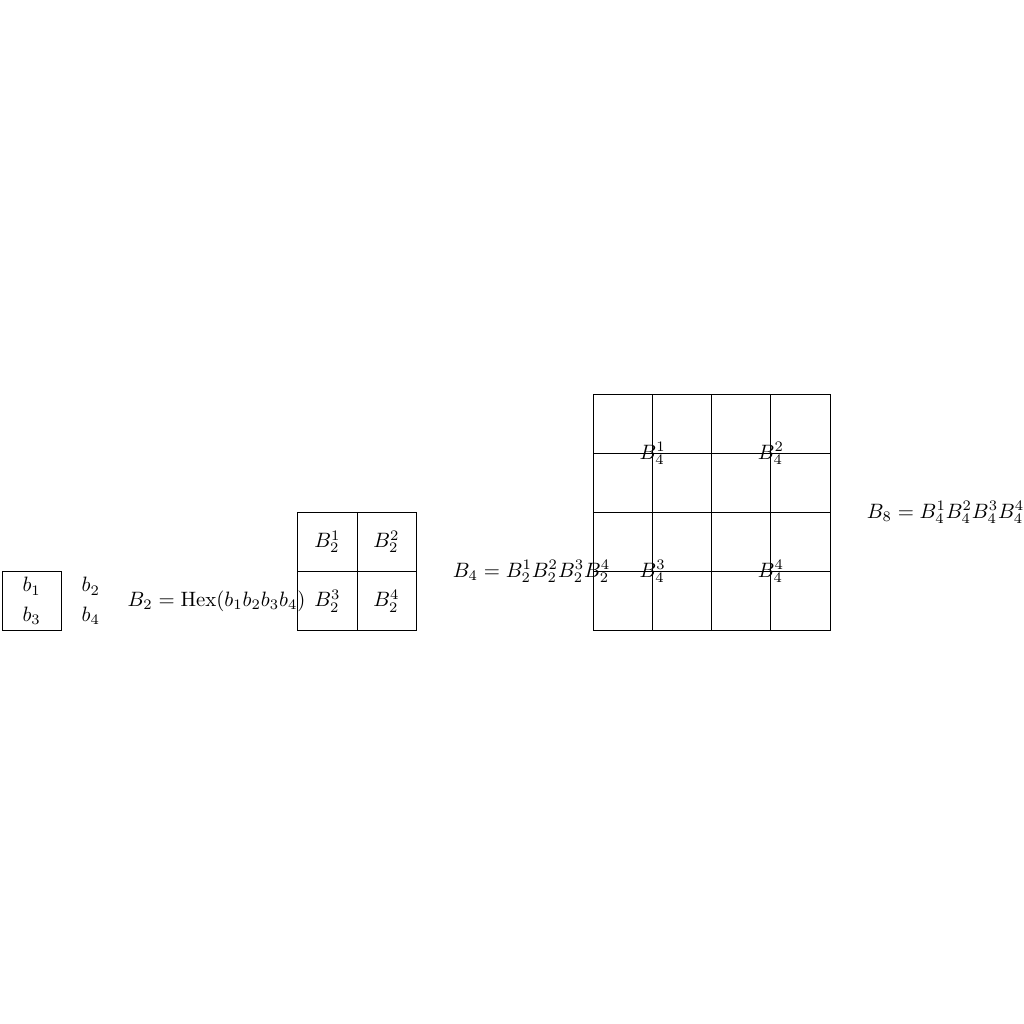 $b_1$ $b_2$
$b_3$ $b_4$
$B_2 = \mathrm{Hex}(b_1b_2b_3b_4)$
$B_2^1$ $B_2^2$
$B_2^3$ $B_2^4$
$B_4 = B_2^1B_2^2B_2^3B_2^4$
$B_4^1$ $B_4^2$
$B_4^3$ $B_4^4$
$B_8 = B_4^1B_4^2B_4^3B_4^4$